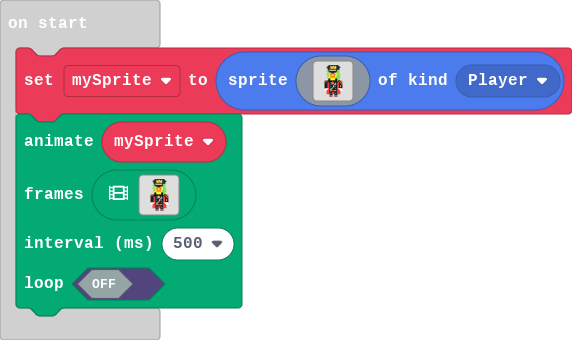 on start
set mySprite to sprite of kind Player
animate mySprite
frames
interval (ms) 500
loop OFF